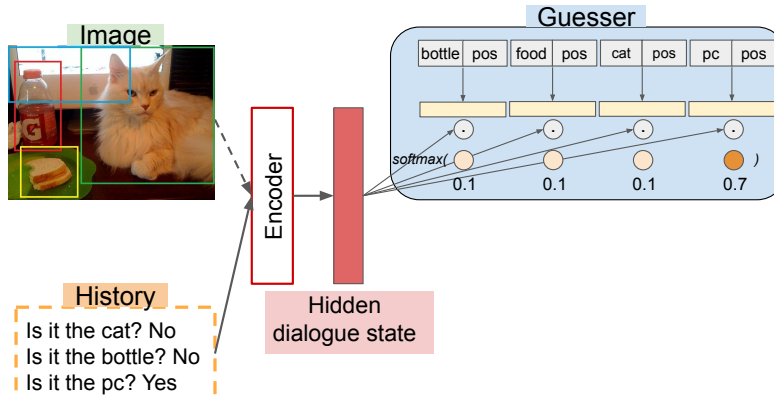 Image
Guesser
bottle pos food pos cat pos pc pos
G
softmax( )
0.1 0.1 0.1 0.7
Encoder
Hidden
dialogue state
History
Is it the cat? No
Is it the bottle? No
Is it the pc? Yes